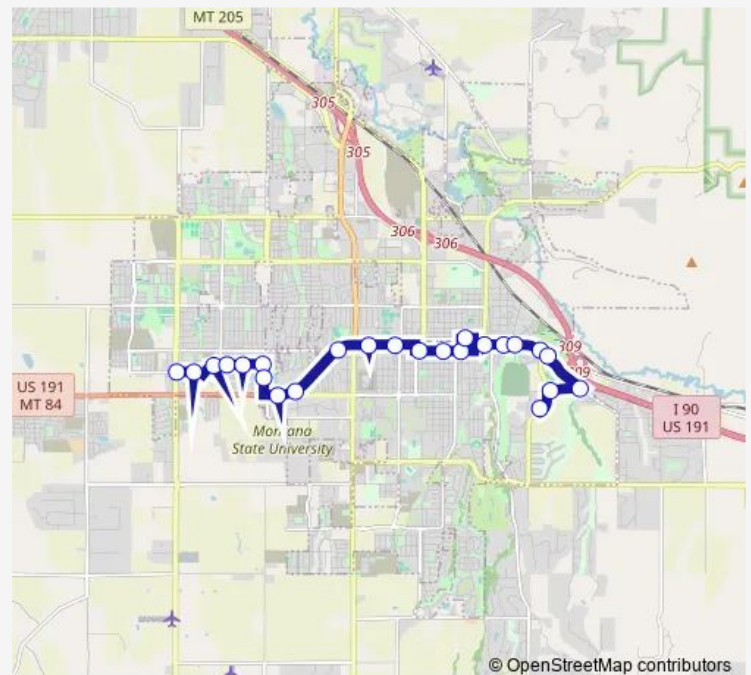 MT 205
305
305
306
306
309
09
US 191
MT 84
I 90
US 191
Montana
State University
© OpenStreetMap contributors